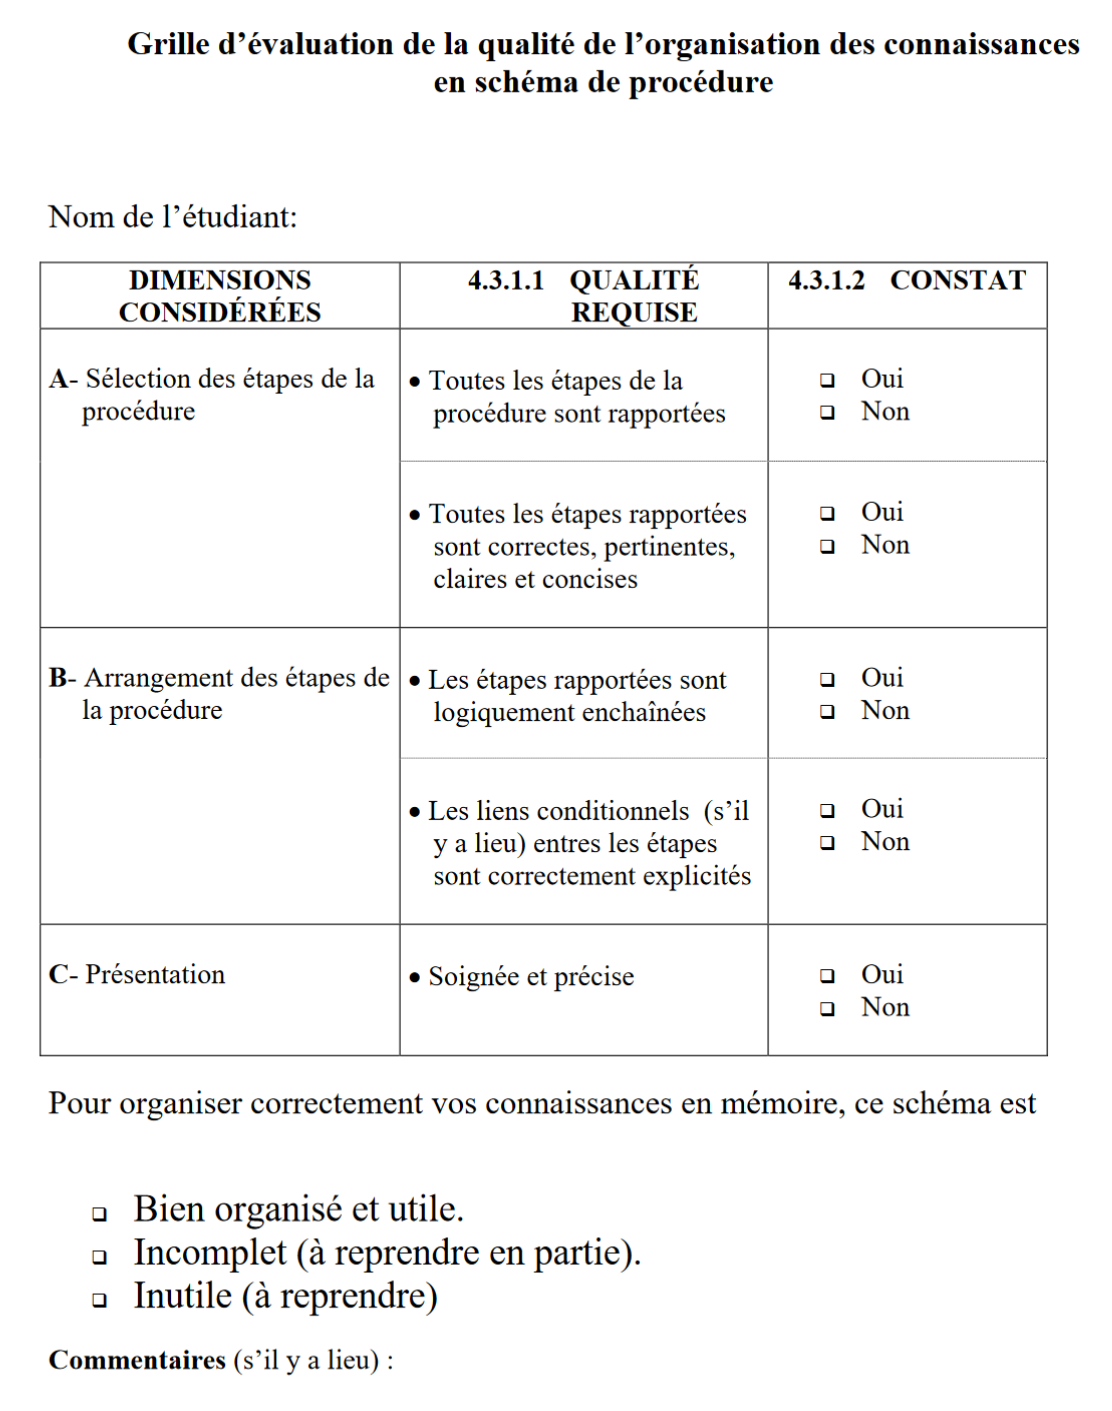 Grille d’évaluation de la qualité de l’organisation des connaissances
en schéma de procédure
Nom de l’étudiant:
DIMENSIONS
CONSIDÉRÉES
4.3.1.1 QUALITÉ
REQUISE
4.3.1.2 CONSTAT
A- Sélection des étapes de la
procédure
• Toutes les étapes de la
procédure sont rapportées
❑ Oui
❑ Non
• Toutes les étapes rapportées
sont correctes, pertinentes,
claires et concises
❑ Oui
❑ Non
B- Arrangement des étapes de
la procédure
• Les étapes rapportées sont
logiquement enchaînées
❑ Oui
❑ Non
• Les liens conditionnels (s’il
y a lieu) entres les étapes
sont correctement explicités
❑ Oui
❑ Non
C- Présentation
• Soignée et précise
❑ Oui
❑ Non
Pour organiser correctement vos connaissances en mémoire, ce schéma est
❑ Bien organisé et utile.
❑ Incomplet (à reprendre en partie).
❑ Inutile (à reprendre)
Commentaires (s’il y a lieu) :